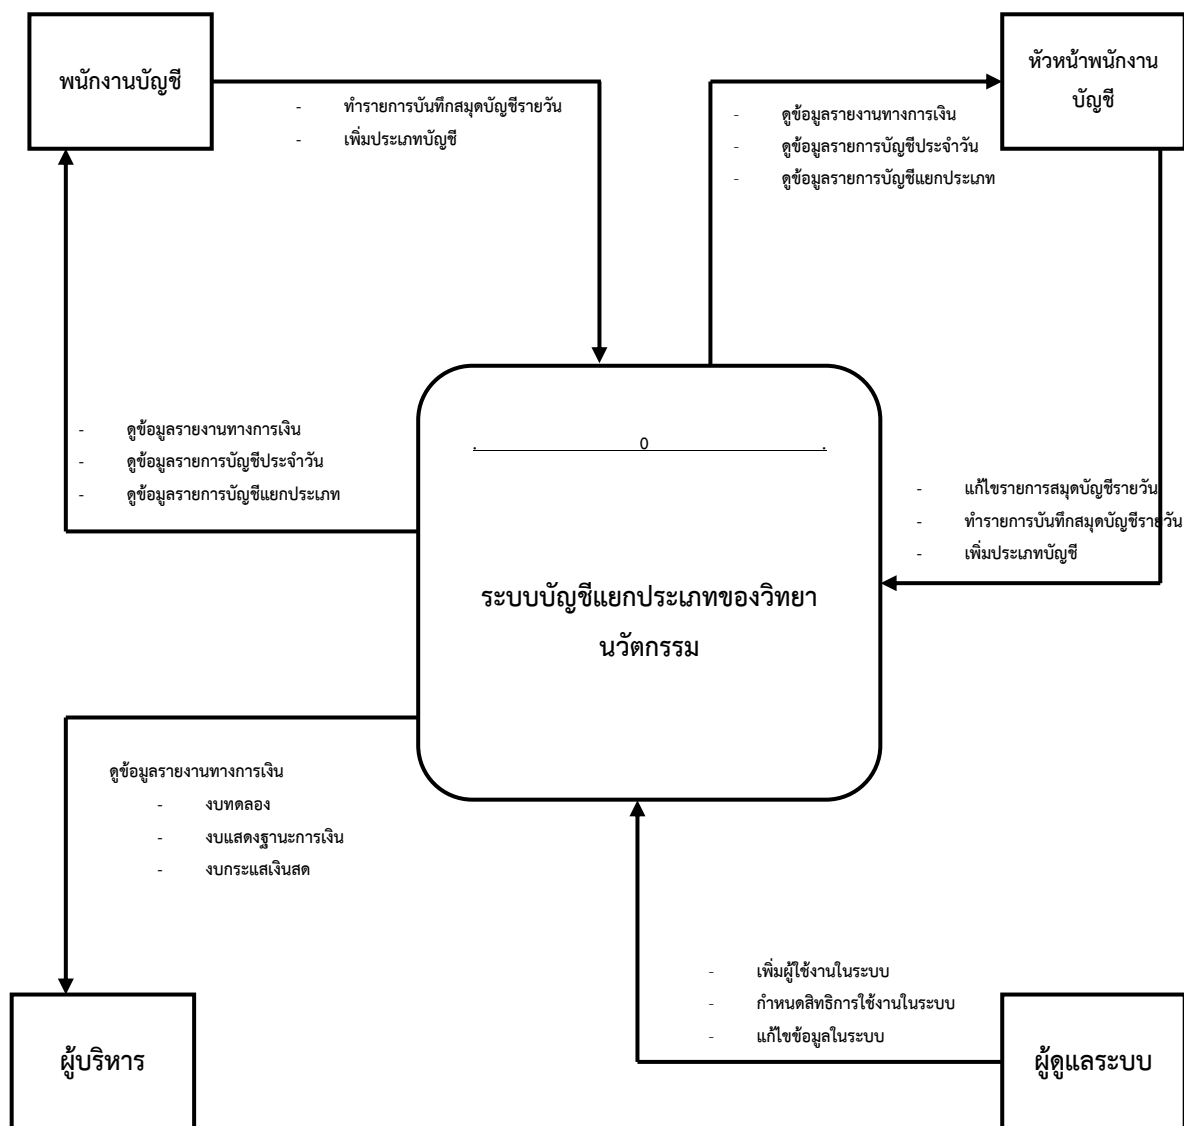 พนักงานบัญชี
- ทำรายการบันทึกสมุดบัญชีรายวัน
- เพิ่มประเภทบัญชี
หัวหน้าพนักงาน
บัญชี
- ดูข้อมูลรายงานทางการเงิน
- ดูข้อมูลรายการบัญชีประจำวัน
- ดูข้อมูลรายการบัญชีแยกประเภท
- ดูข้อมูลรายงานทางการเงิน
- ดูข้อมูลรายการบัญชีประจำวัน
- ดูข้อมูลรายการบัญชีแยกประเภท
. 0 .
ระบบบัญชีแยกประเภทของวิทยา
นวัตกรรม
- แก้ไขรายการสมุดบัญชีรายวัน
- ทำรายการบันทึกสมุดบัญชีรายวัน
- เพิ่มประเภทบัญชี
ดูข้อมูลรายงานทางการเงิน
- งบทดลอง
- งบแสดงฐานะการเงิน
- งบกระแสเงินสด
- เพิ่มผู้ใช้งานในระบบ
- กำหนดสิทธิการใช้งานในระบบ
- แก้ไขข้อมูลในระบบ
ผู้บริหาร
ผู้ดูแลระบบ